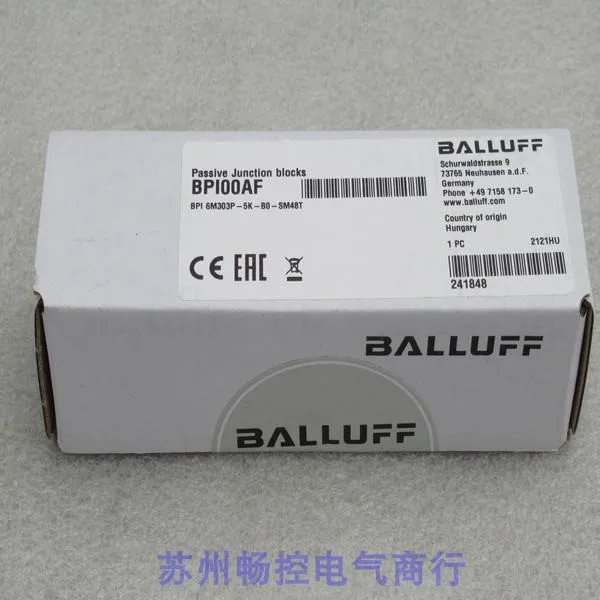 Passive Junction blocks
BPI00AF
BPI 6M303P-5K-B0-SM48T
CE EAC
BALLUFF
Schurwaldstrasse 9
73765 Neuhausen a.d.F.
Germany
Phone +49 7158 173-0
www.balluff.com
Country of origin
Hungary
1 PC 2121HU
241848
BALLUFF
BALLUFF
苏州畅控电气商行